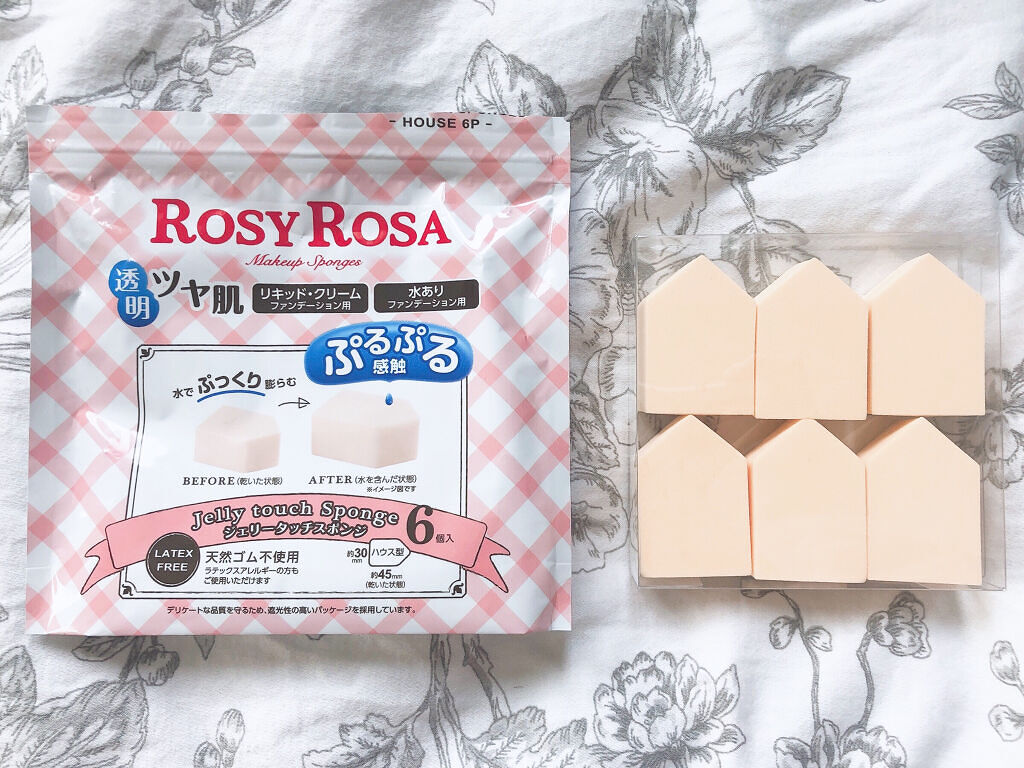 - HOUSE 6P -
ROSY ROSA
Makeup Sponges
透明
ツヤ肌
リキッド・クリーム
ファンデーション用
水あり
ファンデーション用
ぷるぷる
感触
水で ぷっくり 膨らむ
BEFORE (乾いた状態)
AFTER (水を含んだ状態)
※イメージ図です
Jelly touch Sponge
ジェリータッチスポンジ
6個入
LATEX
FREE
天然ゴム不使用
ラテックスアレルギーの方も
ご使用いただけます
約30mm
ハウス型
約45mm
(乾いた状態)
デリケートな品質を守るため、遮光性の高いパッケージを採用しています。